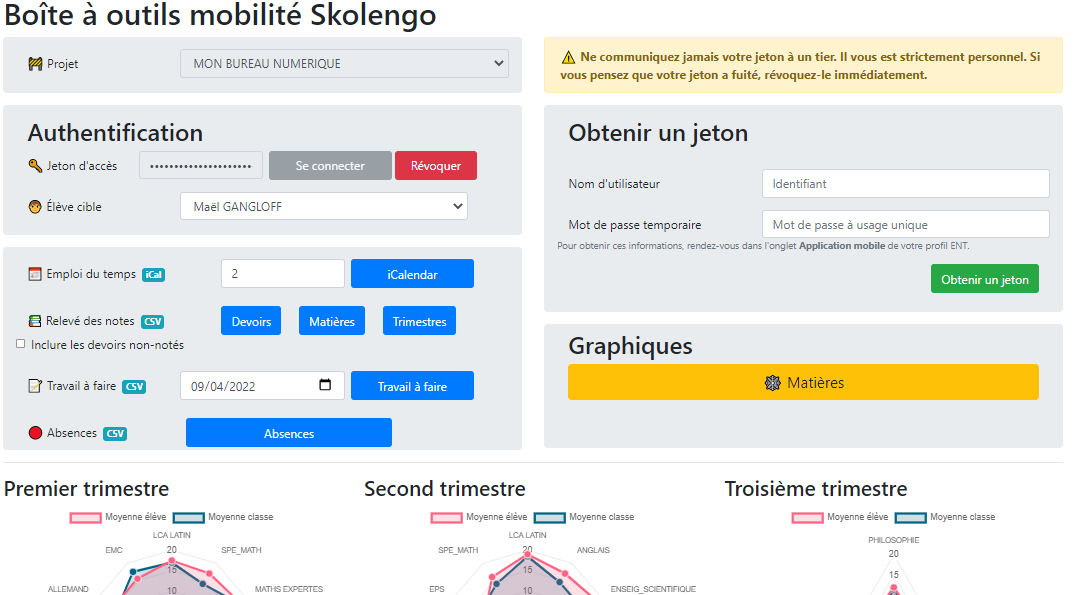 Boîte à outils mobilité Skolengo
Projet
MON BUREAU NUMERIQUE
Ne communiquez jamais votre jeton à un tier. Il vous est strictement personnel. Si
vous pensez que votre jeton a fuité, révoquez-le immédiatement.
Authentification
Jeton d'accès
Se connecter
Révoquer
Élève cible
Maël GANGLOFF
Obtenir un jeton
Nom d'utilisateur
Identifiant
Mot de passe temporaire
Mot de passe à usage unique
Pour obtenir ces informations, rendez-vous dans l'onglet Application mobile de votre profil ENT.
Obtenir un jeton
Emploi du temps iCal
2
iCalendar
Relevé des notes CSV
Devoirs
Matières
Trimestres
Inclure les devoirs non-notés
Travail à faire CSV
09/04/2022
Travail à faire
Absences CSV
Absences
Graphiques
Matières
Premier trimestre
Moyenne élève
Moyenne classe
LCA LATIN
EMC
20
SPE_MATH
15
ALLEMAND
10
MATHS EXPERTES
Second trimestre
Moyenne élève
Moyenne classe
LCA LATIN
SPE_MATH
20
ANGLAIS
15
EPS
10
ENSEIG_SCIENTIFIQUE
Troisième trimestre
Moyenne élève
Moyenne classe
PHILOSOPHIE
20
15